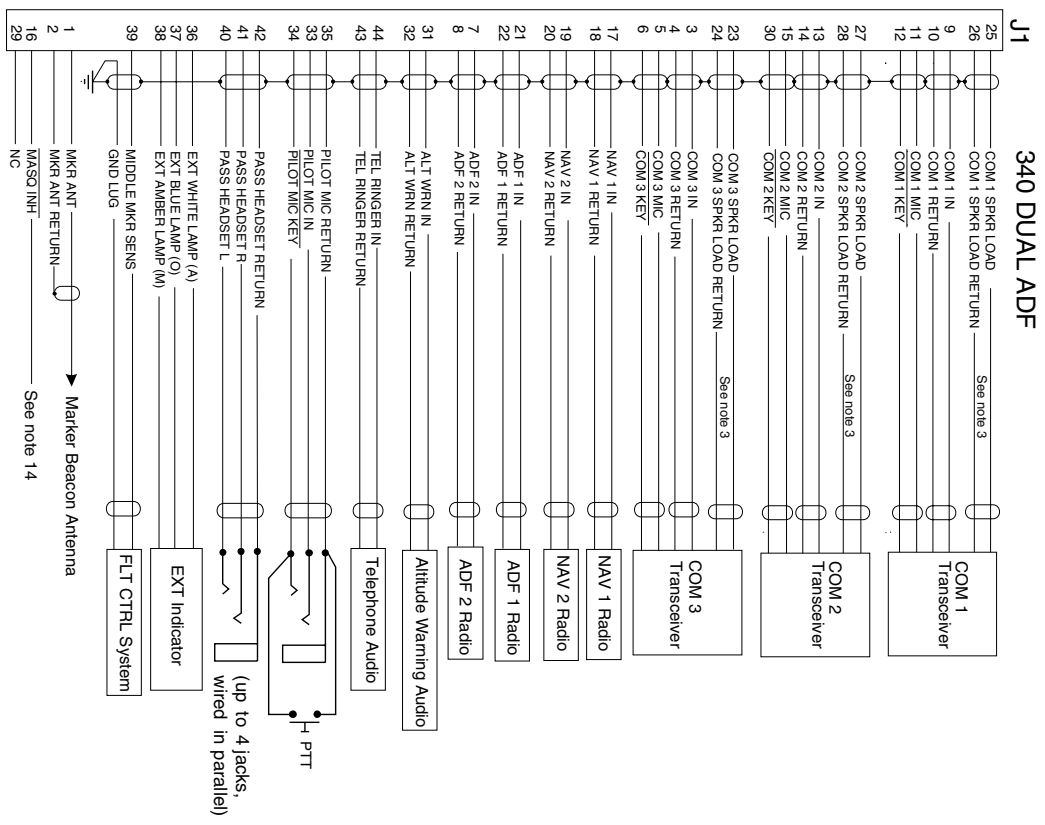 340 DUAL ADF
J1
25 COM 1 SPKR LOAD
26 COM 1 SPKR LOAD RETURN See note 3
9 COM 1 IN
10 COM 1 RETURN
11 COM 1 MIC
12 COM 1 KEY
COM 1
Transceiver
27 COM 2 SPKR LOAD
28 COM 2 SPKR LOAD RETURN See note 3
13 COM 2 IN
14 COM 2 RETURN
15 COM 2 MIC
30 COM 2 KEY
COM 2
Transceiver
23 COM 3 SPKR LOAD
24 COM 3 SPKR LOAD RETURN See note 3
3 COM 3 IN
4 COM 3 RETURN
5 COM 3 MIC
6 COM 3 KEY
COM 3
Transceiver
17 NAV 1 IN
18 NAV 1 RETURN
NAV 1 Radio
19 NAV 2 IN
20 NAV 2 RETURN
NAV 2 Radio
21 ADF 1 IN
22 ADF 1 RETURN
ADF 1 Radio
7 ADF 2 IN
8 ADF 2 RETURN
ADF 2 Radio
31 ALT WRN IN
32 ALT WRN RETURN
Altitude Warning Audio
44 TEL RINGER IN
43 TEL RINGER RETURN
Telephone Audio
35 PILOT MIC RETURN
33 PILOT MIC IN
34 PILOT MIC KEY
PTT
42 PASS HEADSET RETURN
41 PASS HEADSET R
40 PASS HEADSET L
(up to 4 jacks,
wired in parallel)
36 EXT WHITE LAMP (A)
37 EXT BLUE LAMP (O)
38 EXT AMBER LAMP (M)
EXT Indicator
39 MIDDLE MKR SENS
GND LUG
FLT CTRL System
1 MKR ANT
2 MKR ANT RETURN
Marker Beacon Antenna
16 MASQ INH See note 14
29 NC